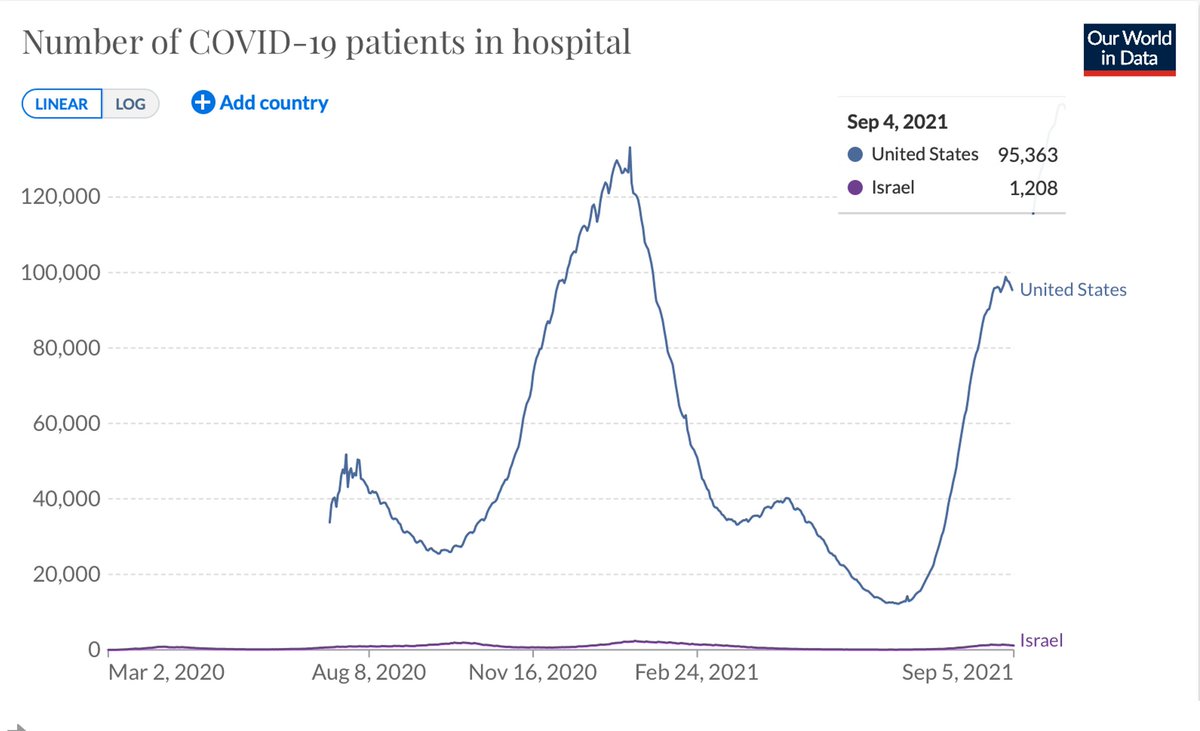 Number of COVID-19 patients in hospital
Our World
in Data
LINEAR LOG
Add country
Sep 4, 2021
United States 95,363
Israel 1,208
120,000
100,000
United States
80,000
60,000
40,000
20,000
Israel
0
Mar 2, 2020 Aug 8, 2020 Nov 16, 2020 Feb 24, 2021 Sep 5, 2021